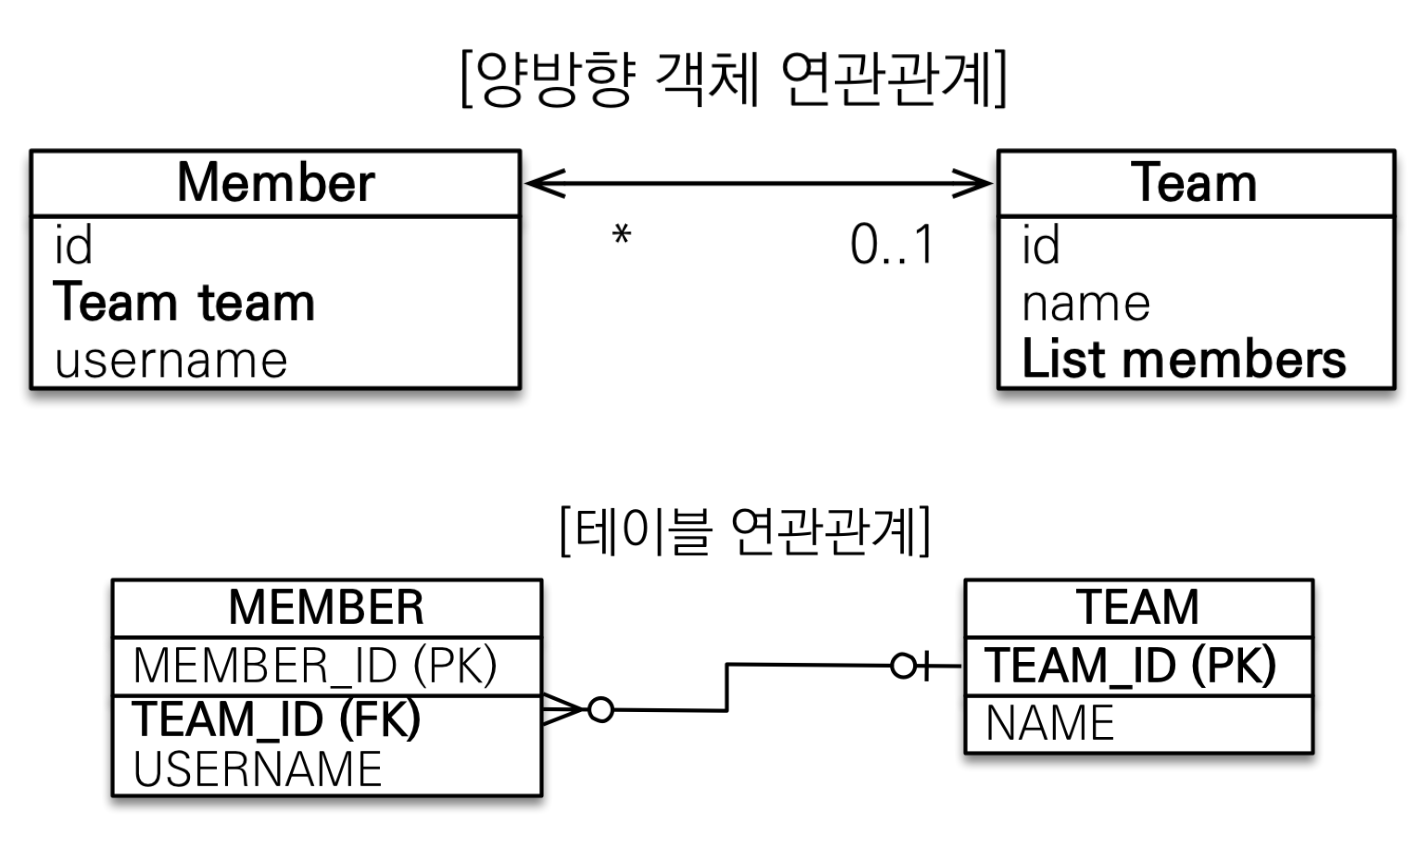 [양방향 객체 연관관계]
Member
id
Team team
username
*
0..1
Team
id
name
List members
[테이블 연관관계]
MEMBER
MEMBER_ID (PK)
TEAM_ID (FK)
USERNAME
TEAM
TEAM_ID (PK)
NAME